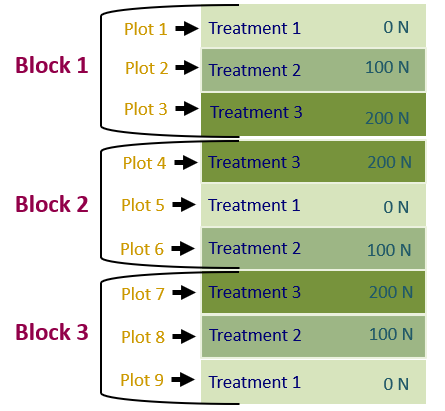 Plot 1 Treatment 1 0 N
Block 1 Plot 2 Treatment 2 100 N
Plot 3 Treatment 3 200 N
Plot 4 Treatment 3 200 N
Block 2 Plot 5 Treatment 1 0 N
Plot 6 Treatment 2 100 N
Plot 7 Treatment 3 200 N
Block 3 Plot 8 Treatment 2 100 N
Plot 9 Treatment 1 0 N